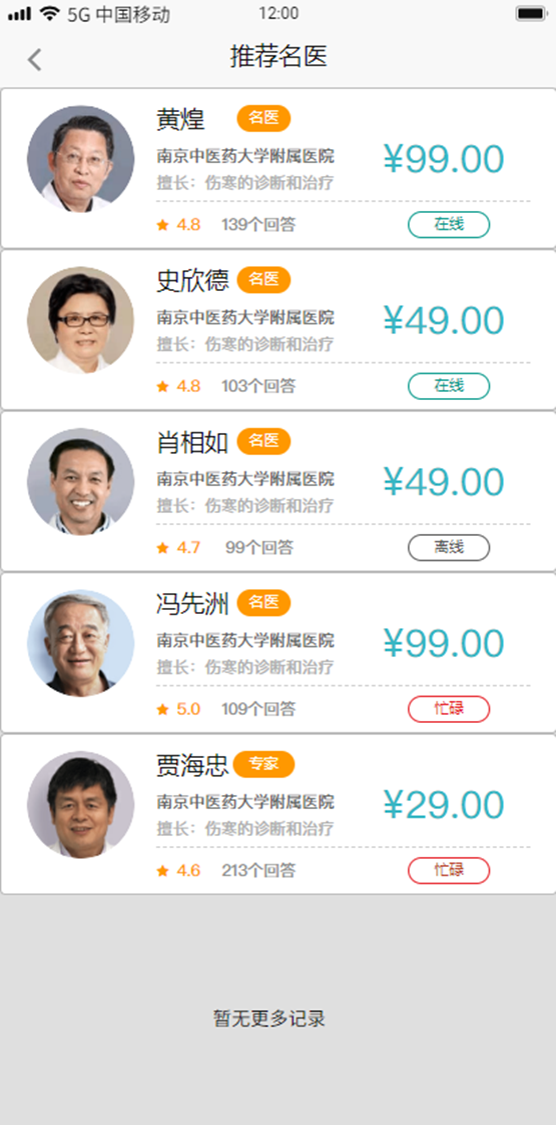 5G 中国移动 12:00
推荐名医
黄煌 名医
南京中医药大学附属医院 ¥99.00
擅长：伤寒的诊断和治疗
4.8 139个回答 在线
史欣德 名医
南京中医药大学附属医院 ¥49.00
擅长：伤寒的诊断和治疗
4.8 103个回答 在线
肖相如 名医
南京中医药大学附属医院 ¥49.00
擅长：伤寒的诊断和治疗
4.7 99个回答 离线
冯先洲 名医
南京中医药大学附属医院 ¥99.00
擅长：伤寒的诊断和治疗
5.0 109个回答 忙碌
贾海忠 专家
南京中医药大学附属医院 ¥29.00
擅长：伤寒的诊断和治疗
4.6 213个回答 忙碌
暂无更多记录